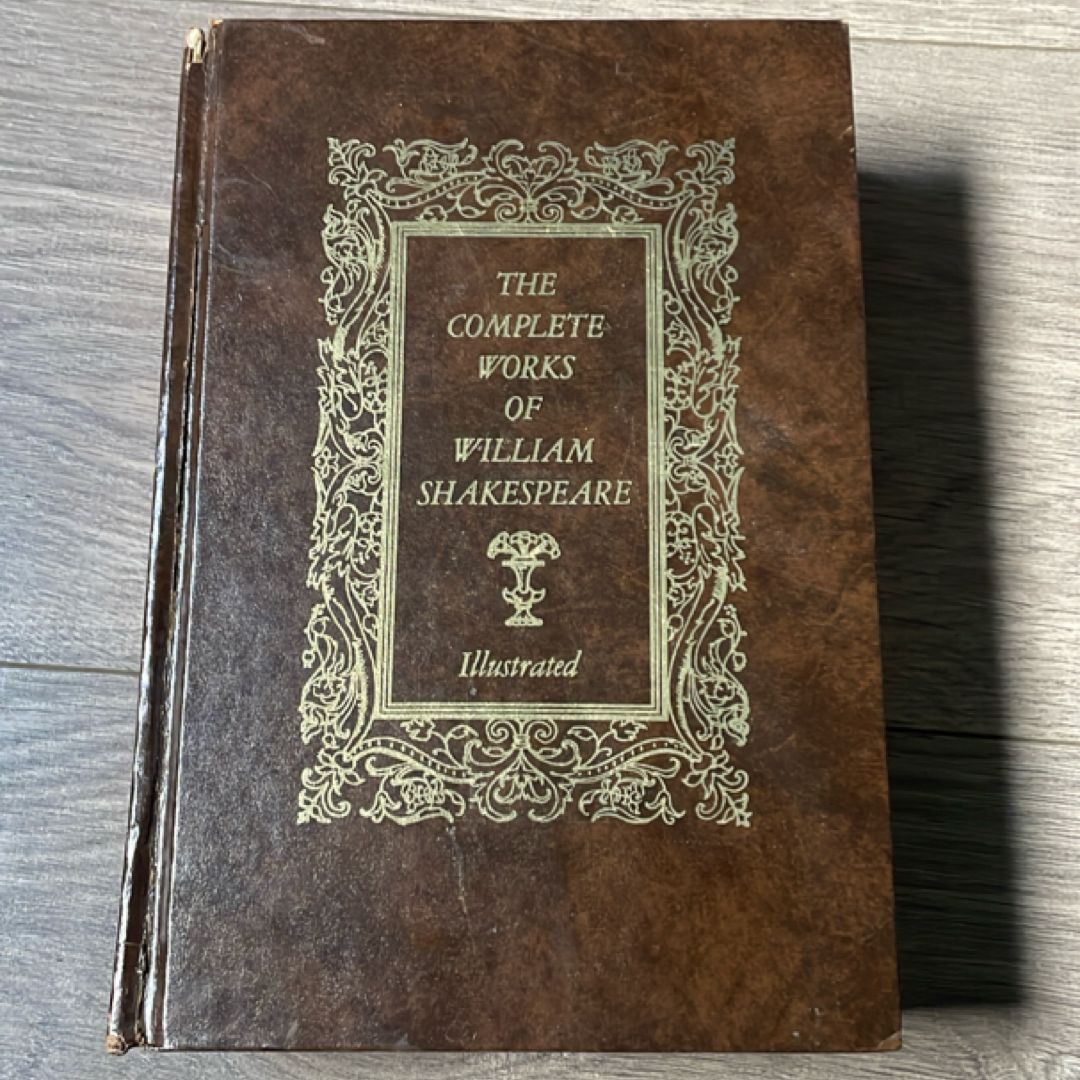 THE
COMPLETE
WORKS
OF
WILLIAM
SHAKESPEARE
Illustrated